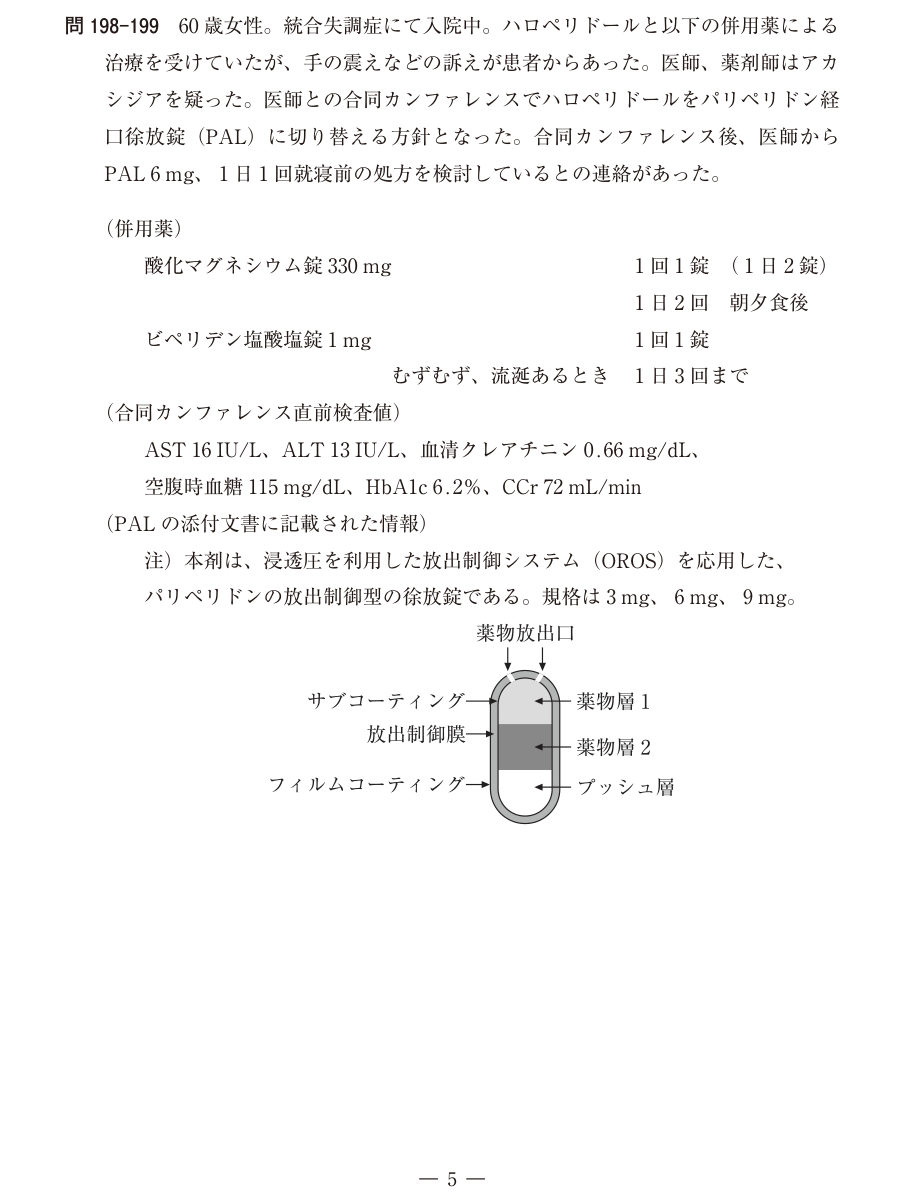 問 198-199 60 歳女性。統合失調症にて入院中。ハロペリドールと以下の併用薬による
治療を受けていたが、手の震えなどの訴えが患者からあった。医師、薬剤師はアカ
シジアを疑った。医師との合同カンファレンスでハロペリドールをパリペリドン経
口徐放錠（PAL）に切り替える方針となった。合同カンファレンス後、医師から
PAL 6 mg、1 日 1 回就寝前の処方を検討しているとの連絡があった。
（併用薬）
酸化マグネシウム錠 330 mg 1 回 1 錠 （1 日 2 錠）
1 日 2 回 朝夕食後
ビペリデン塩酸塩錠 1 mg 1 回 1 錠
むずむず、流涎あるとき 1 日 3 回まで
（合同カンファレンス直前検査値）
AST 16 IU/L、ALT 13 IU/L、血清クレアチニン 0.66 mg/dL、
空腹時血糖 115 mg/dL、HbA1c 6.2%、CCr 72 mL/min
（PAL の添付文書に記載された情報）
注）本剤は、浸透圧を利用した放出制御システム（OROS）を応用した、
パリペリドンの放出制御型の徐放錠である。規格は 3 mg、6 mg、9 mg。
薬物放出口
サブコーティング 薬物層 1
放出制御膜
薬物層 2
フィルムコーティング プッシュ層
— 5 —